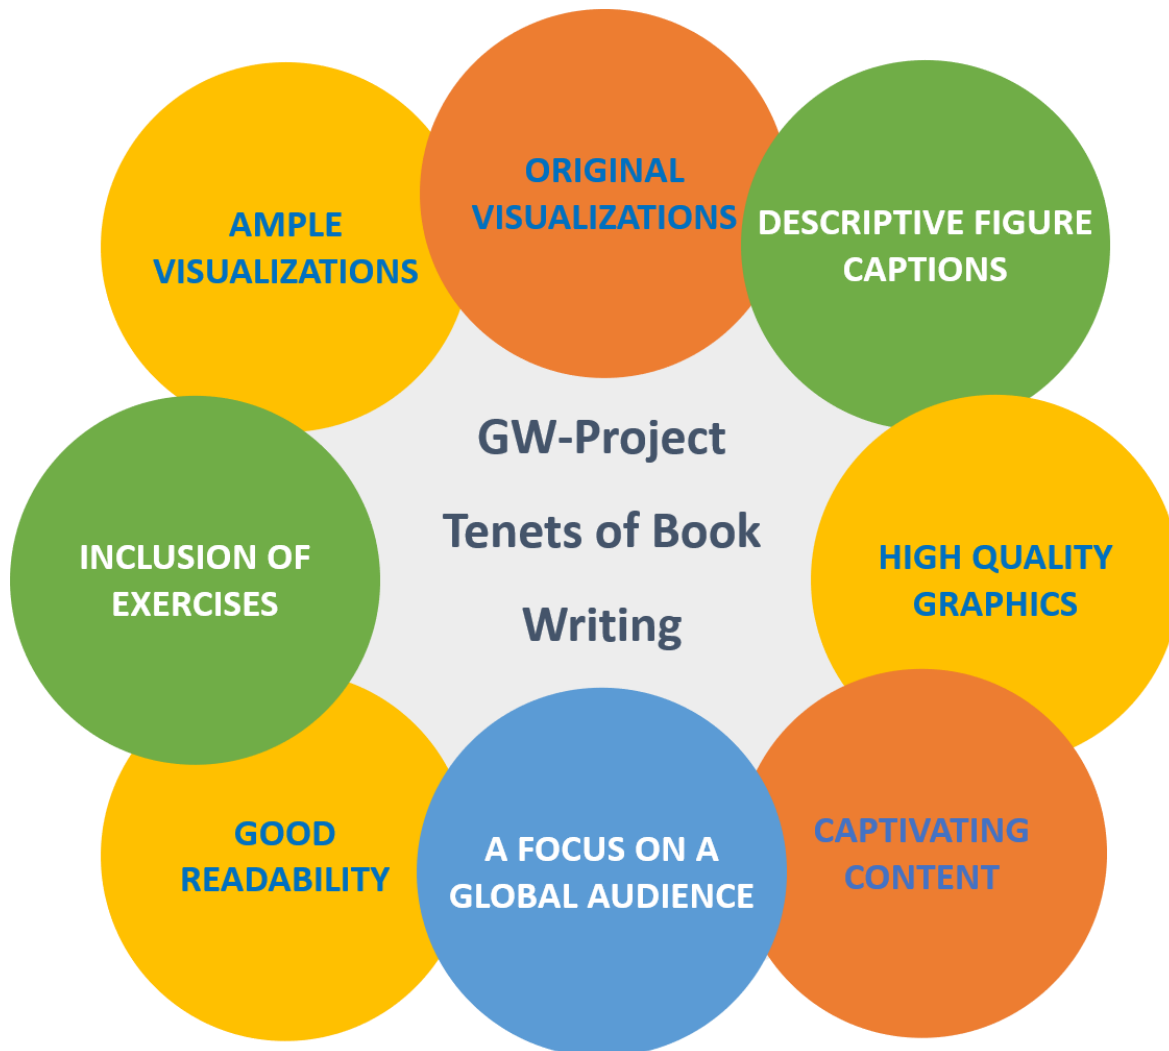 ORIGINAL
VISUALIZATIONS
DESCRIPTIVE FIGURE
CAPTIONS
HIGH QUALITY
GRAPHICS
CAPTIVATING
CONTENT
A FOCUS ON A
GLOBAL AUDIENCE
GOOD
READABILITY
INCLUSION OF
EXERCISES
AMPLE
VISUALIZATIONS
GW-Project
Tenets of Book
Writing